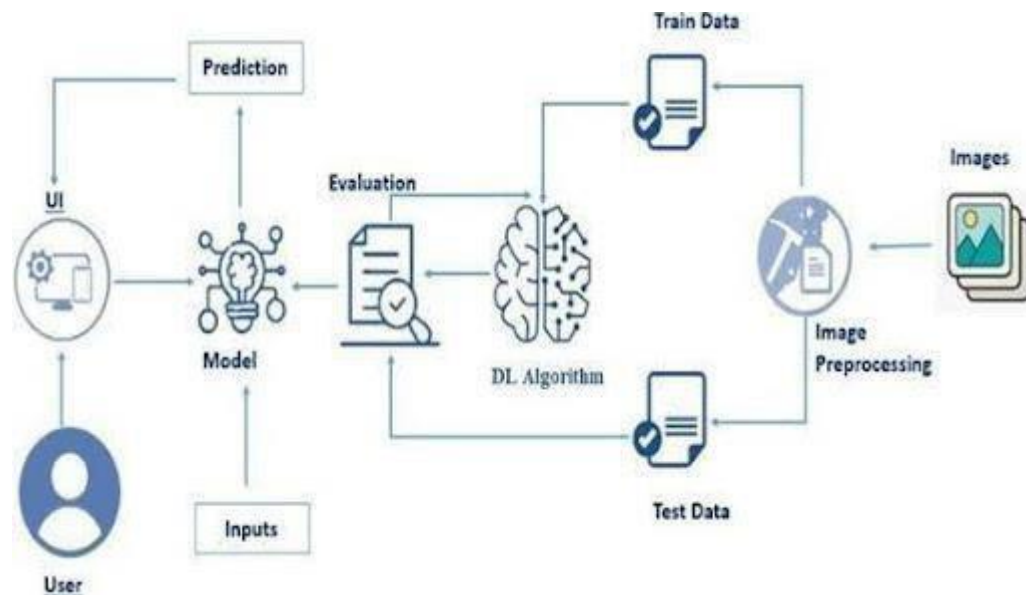 Train Data
Prediction
Images
Evaluation
UI
Model
DL Algorithm
Image
Preprocessing
Inputs
Test Data
User